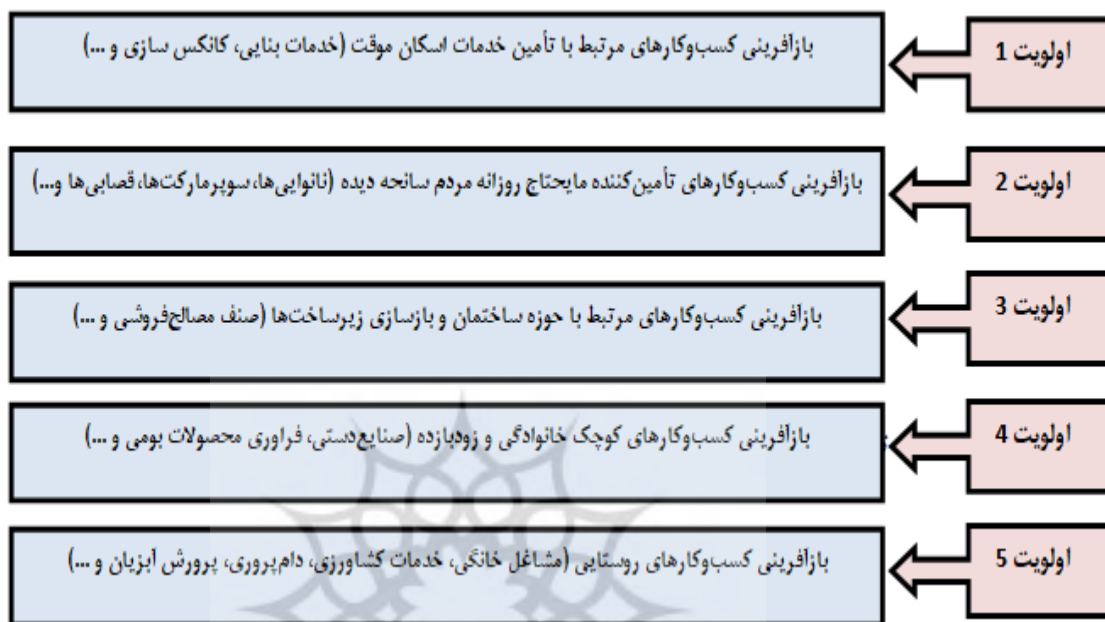 اولویت 1
بازآفرینی کسب‌وکارهای مرتبط با تأمین خدمات اسکان موقت (خدمات بنایی، کانکس سازی و ...)
اولویت 2
بازآفرینی کسب‌وکارهای تأمین‌کننده مایحتاج روزانه مردم سانحه دیده (نانوایی‌ها، سوپرمارکت‌ها، قصابی‌ها و...)
اولویت 3
بازآفرینی کسب‌وکارهای مرتبط با حوزه ساختمان و بازسازی زیرساخت‌ها (صنف مصالح‌فروشی و ...)
اولویت 4
بازآفرینی کسب‌وکارهای کوچک خانوادگی و زودبازده (صنایع‌دستی، فراوری محصولات بومی و ...)
اولویت 5
بازآفرینی کسب‌وکارهای روستایی (مشاغل خانگی، خدمات کشاورزی، دام‌پروری، پرورش آبزیان و ...)